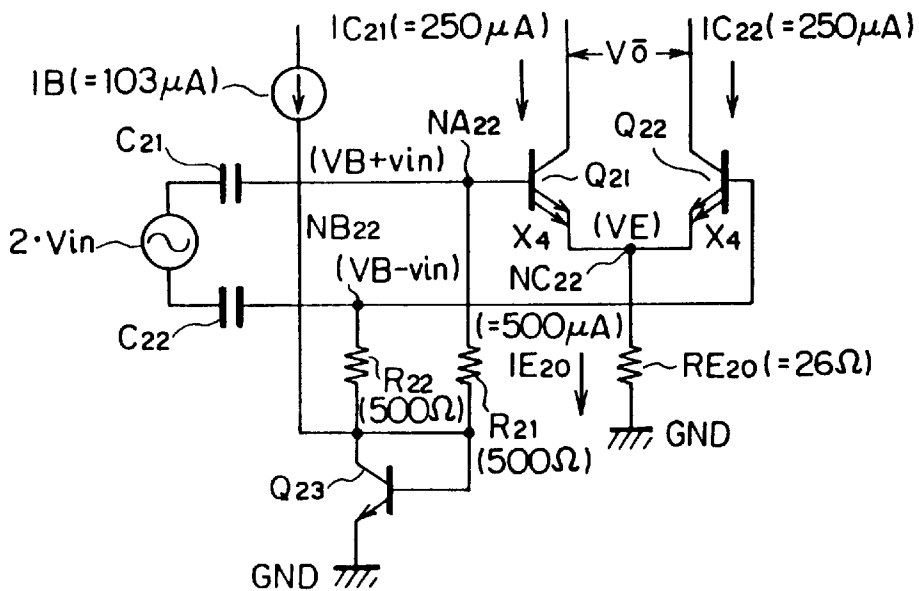 IC21(=250μA)
Vō
IC22(=250μA)
IB(=103μA)
C21
NA22
Q22
(VB+vin)
Q21
2·Vin
NB22
X4
(VE)
X4
(VB-vin)
NC22
C22
(=500μA)
R22
(500Ω)
IE20
RE20(=26Ω)
R21
(500Ω)
GND
Q23
GND